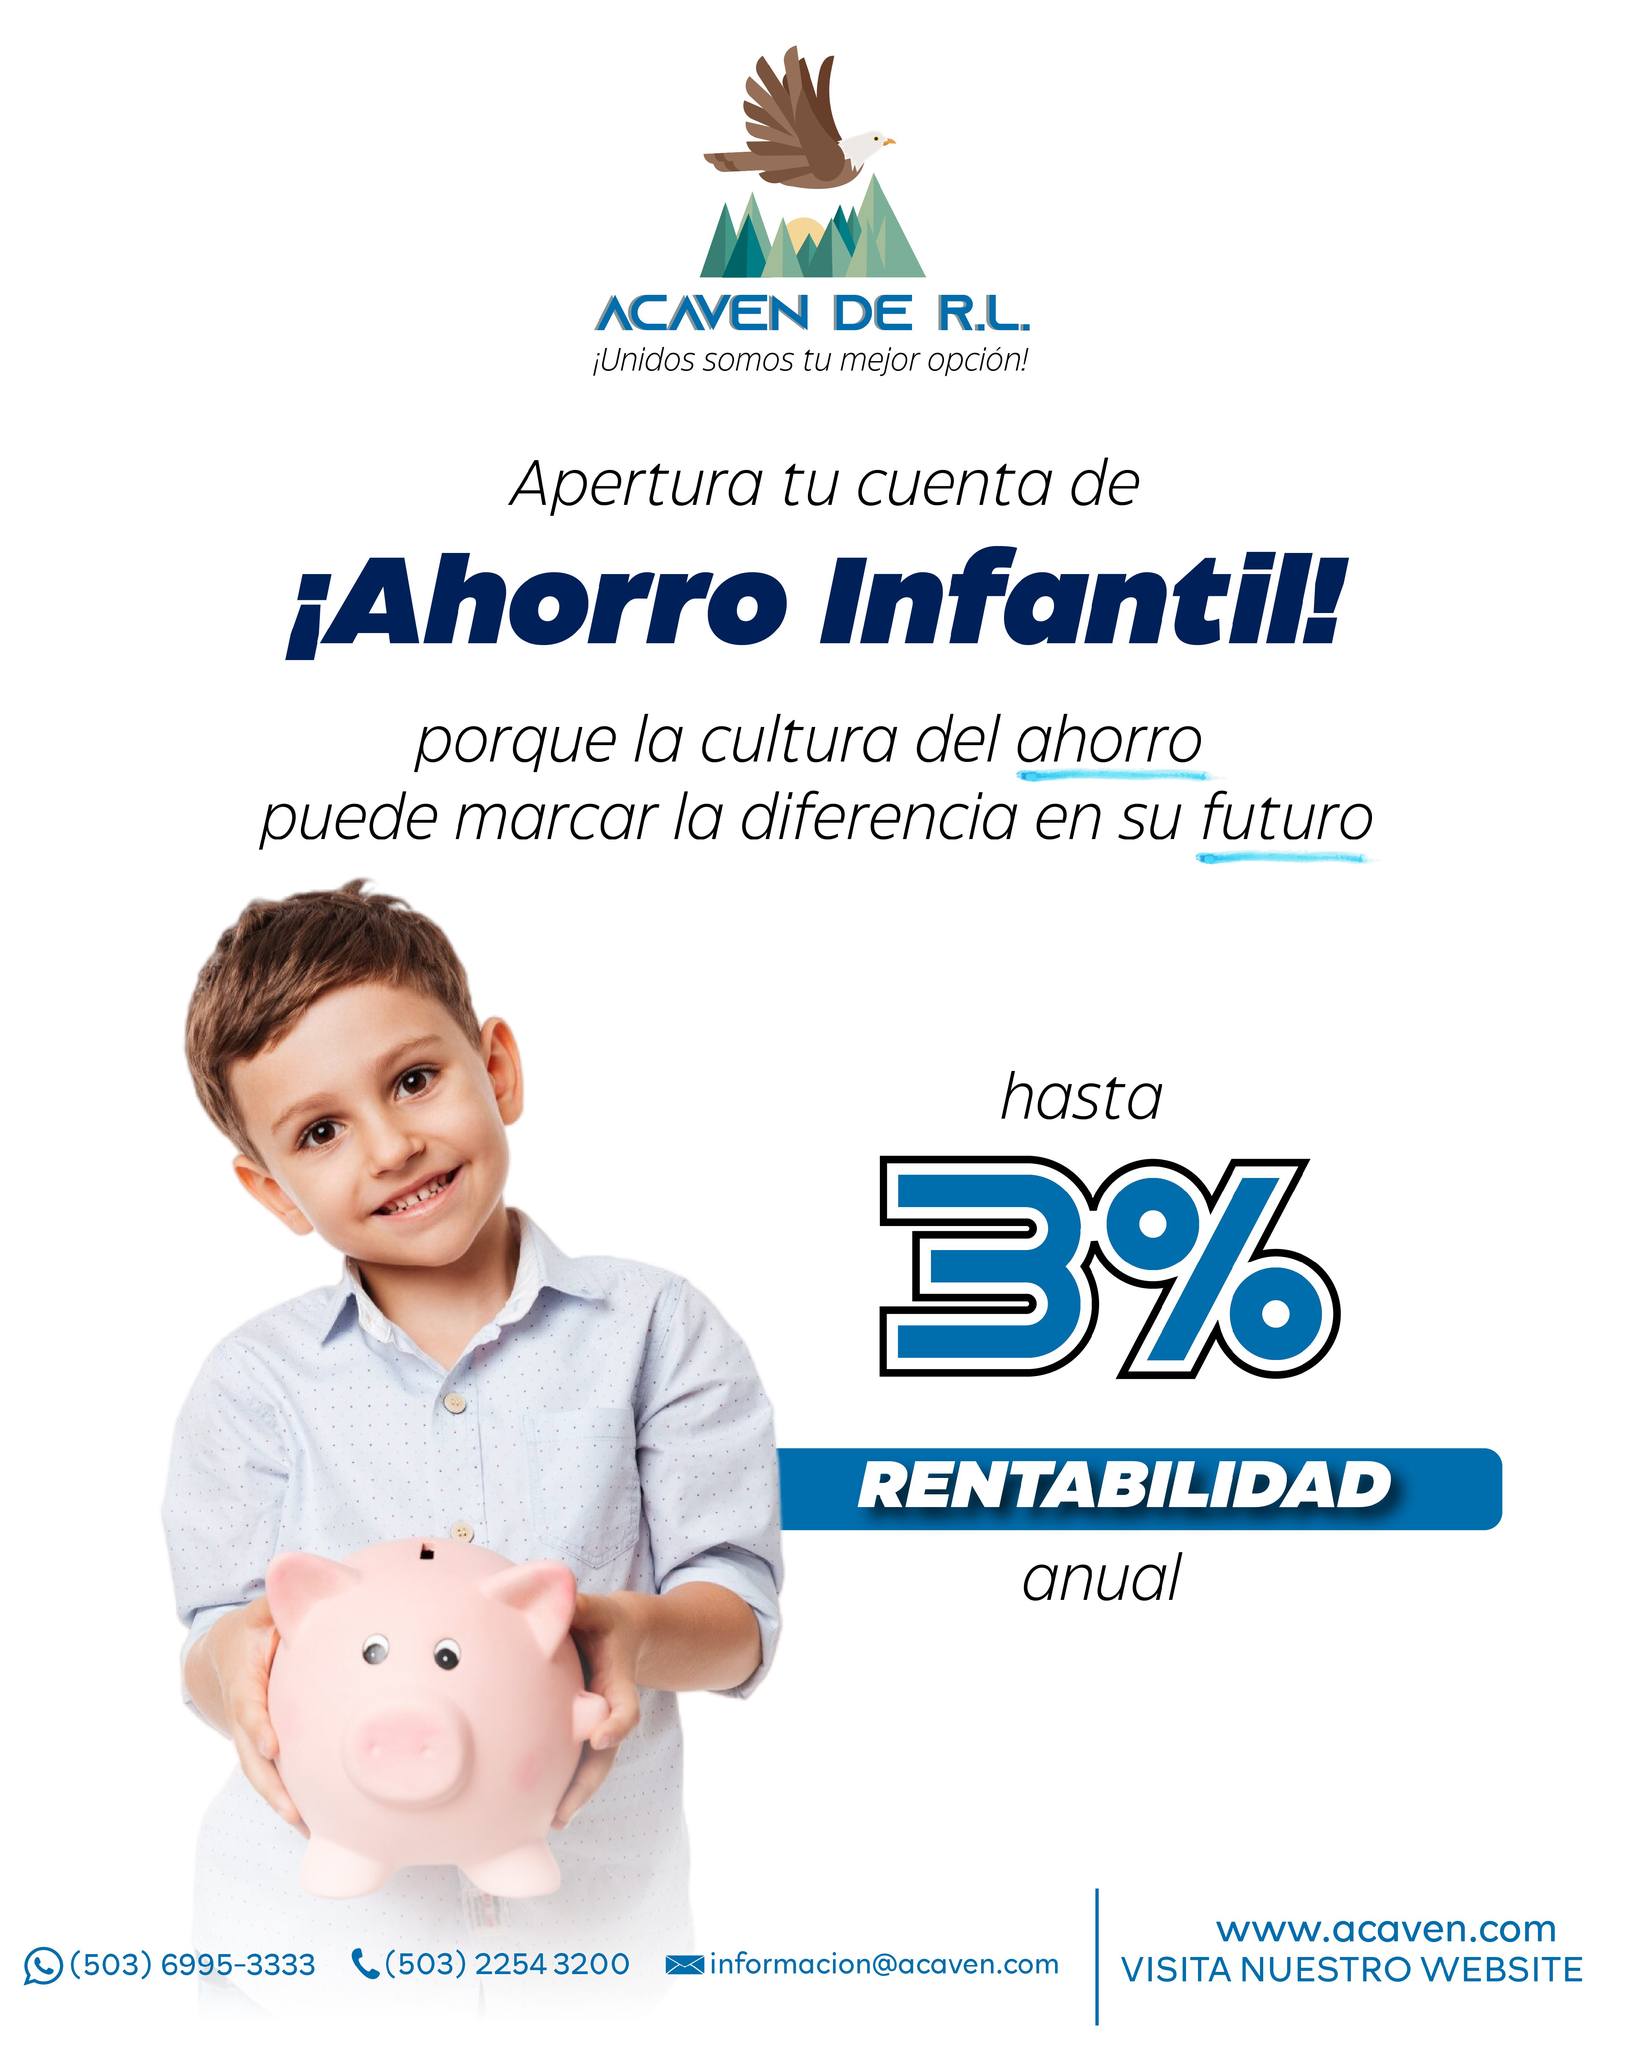 ACAVEN DE R.L.
¡Unidos somos tu mejor opción!
Apertura tu cuenta de
¡Ahorro Infantil!
porque la cultura del ahorro
puede marcar la diferencia en su futuro
hasta
3%
RENTABILIDAD
anual
(503) 6995-3333
(503) 2254 3200
informacion@acaven.com
www.acaven.com
VISITA NUESTRO WEBSITE